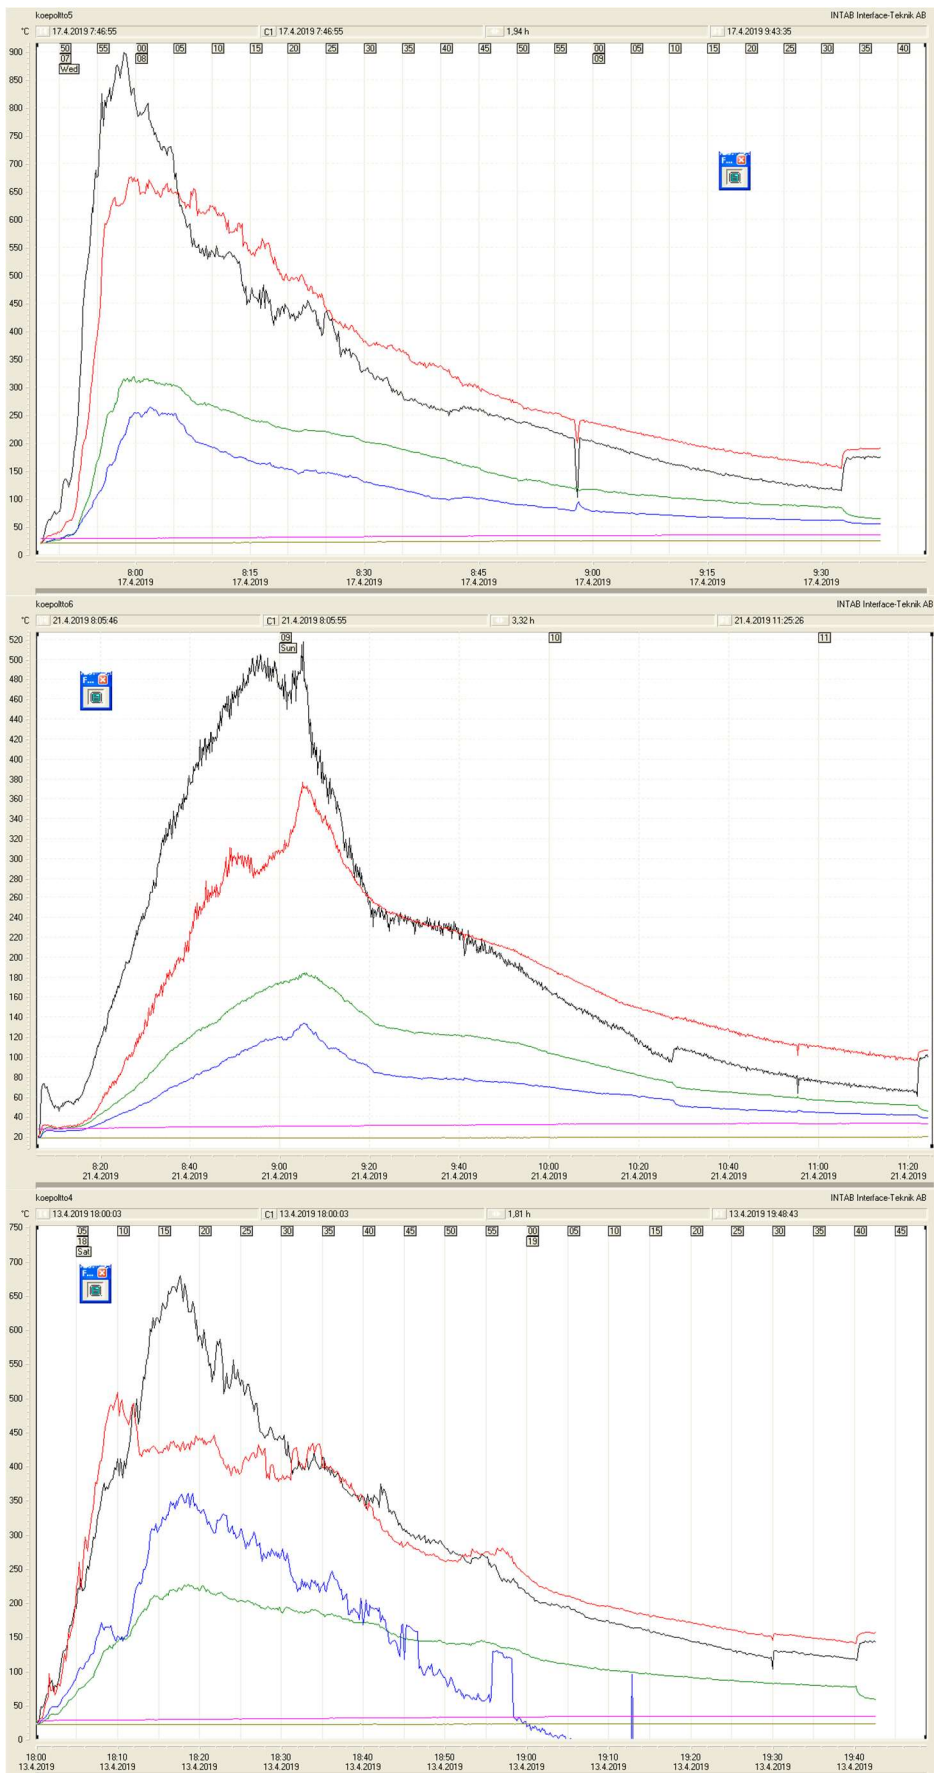 koepoltto5 INTAB Interface-Teknik AB
°C 17.4.2019 7:46:55 C1 17.4.2019 7:46:55 1,94 h 17.4.2019 9:43:35
50 55 00 05 10 15 20 25 30 35 40 45 50 55 00 05 10 15 20 25 30 35 40
07 08 09
Wed
F...
900
850
800
750
700
650
600
550
500
450
400
350
300
250
200
150
100
50
0
8:00 8:15 8:30 8:45 9:00 9:15 9:30
17.4.2019 17.4.2019 17.4.2019 17.4.2019 17.4.2019 17.4.2019 17.4.2019
koepoltto6 INTAB Interface-Teknik AB
°C 21.4.2019 8:05:46 C1 21.4.2019 8:05:55 3,32 h 21.4.2019 11:25:26
09 10 11
Sun
F...
520
500
480
460
440
420
400
380
360
340
320
300
280
260
240
220
200
180
160
140
120
100
80
60
40
20
8:20 8:40 9:00 9:20 9:40 10:00 10:20 10:40 11:00 11:20
21.4.2019 21.4.2019 21.4.2019 21.4.2019 21.4.2019 21.4.2019 21.4.2019 21.4.2019 21.4.2019 21.4.2019
koepoltto4 INTAB Interface-Teknik AB
°C 13.4.2019 18:00:03 C1 13.4.2019 18:00:03 1,81 h 13.4.2019 19:48:43
05 10 15 20 25 30 35 40 45 50 55 00 05 10 15 20 25 30 35 40 45
18 19
Sat
F...
750
700
650
600
550
500
450
400
350
300
250
200
150
100
50
0
18:00 18:10 18:20 18:30 18:40 18:50 19:00 19:10 19:20 19:30 19:40
13.4.2019 13.4.2019 13.4.2019 13.4.2019 13.4.2019 13.4.2019 13.4.2019 13.4.2019 13.4.2019 13.4.2019 13.4.2019